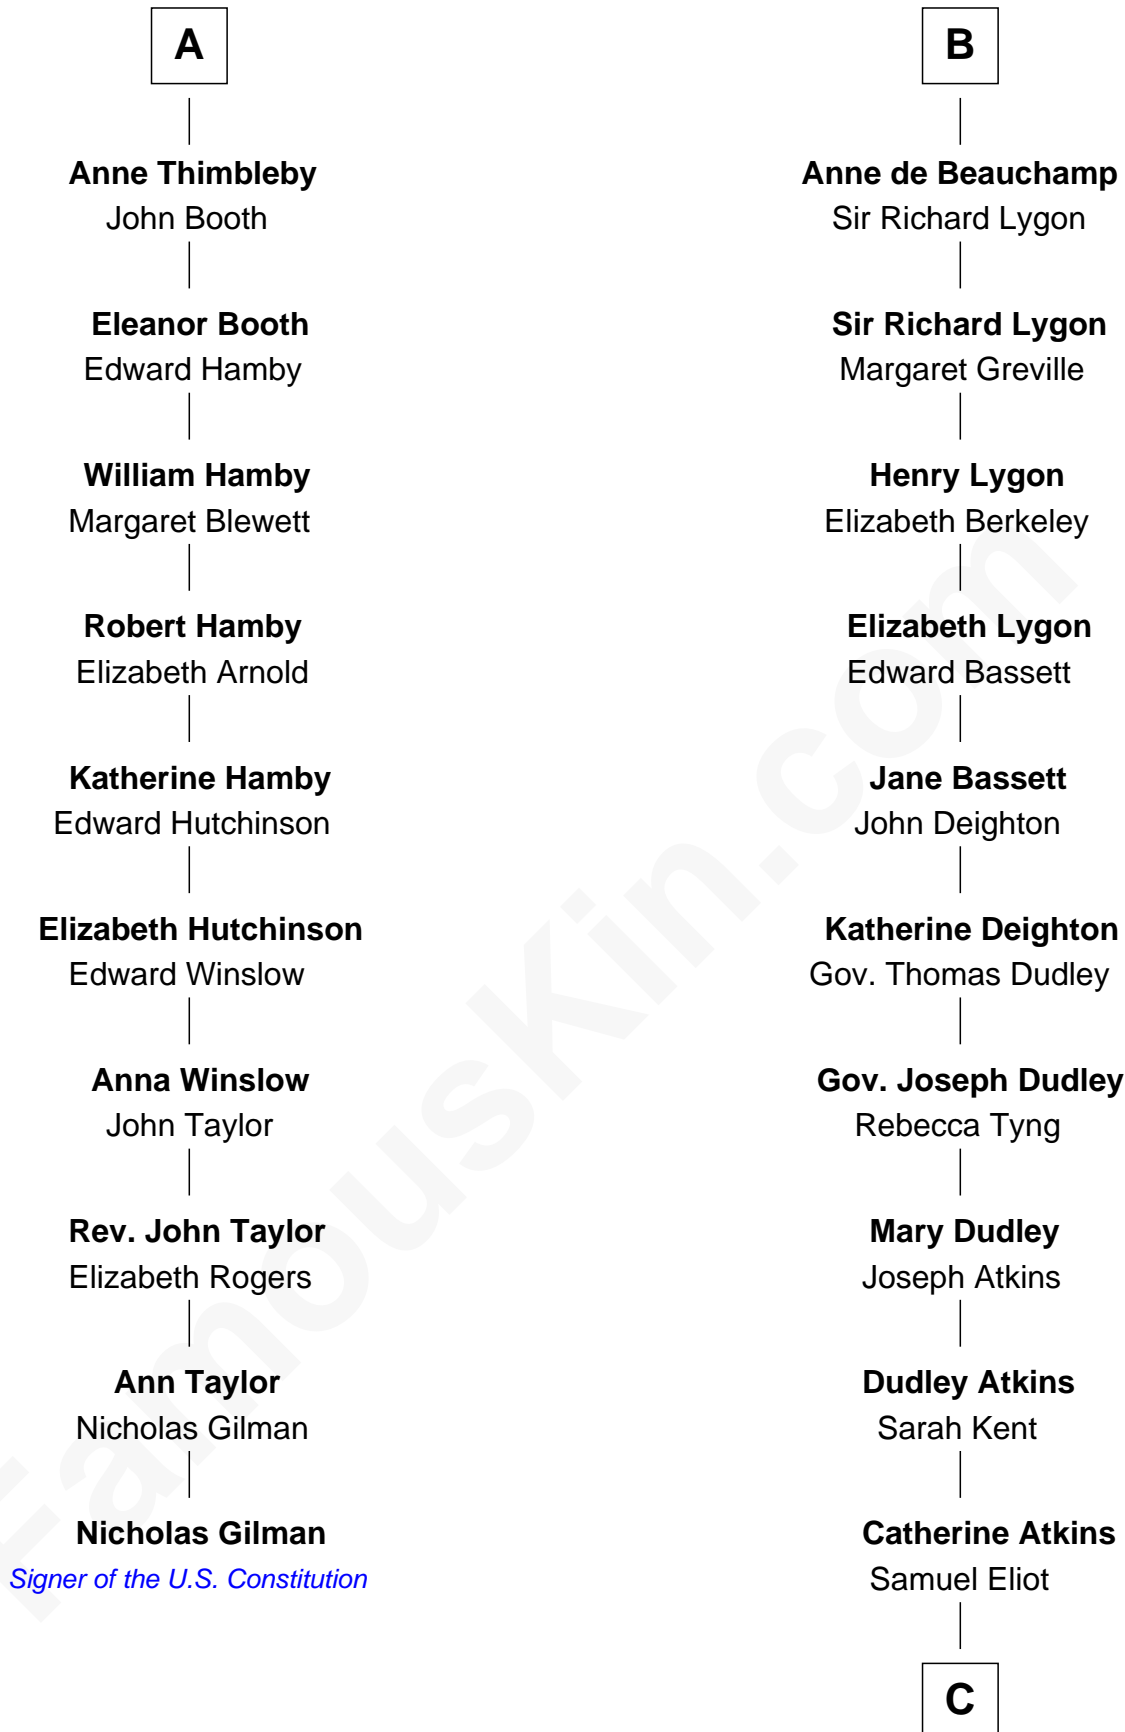 A
Anne Thimbleby
John Booth
Eleanor Booth
Edward Hamby
William Hamby
Margaret Blewett
Robert Hamby
Elizabeth Arnold
Katherine Hamby
Edward Hutchinson
Elizabeth Hutchinson
Edward Winslow
Anna Winslow
John Taylor
Rev. John Taylor
Elizabeth Rogers
Ann Taylor
Nicholas Gilman
Nicholas Gilman
Signer of the U.S. Constitution
B
Anne de Beauchamp
Sir Richard Lygon
Sir Richard Lygon
Margaret Greville
Henry Lygon
Elizabeth Berkeley
Elizabeth Lygon
Edward Bassett
Jane Bassett
John Deighton
Katherine Deighton
Gov. Thomas Dudley
Gov. Joseph Dudley
Rebecca Tyng
Mary Dudley
Joseph Atkins
Dudley Atkins
Sarah Kent
Catherine Atkins
Samuel Eliot
C
FamousKin.com